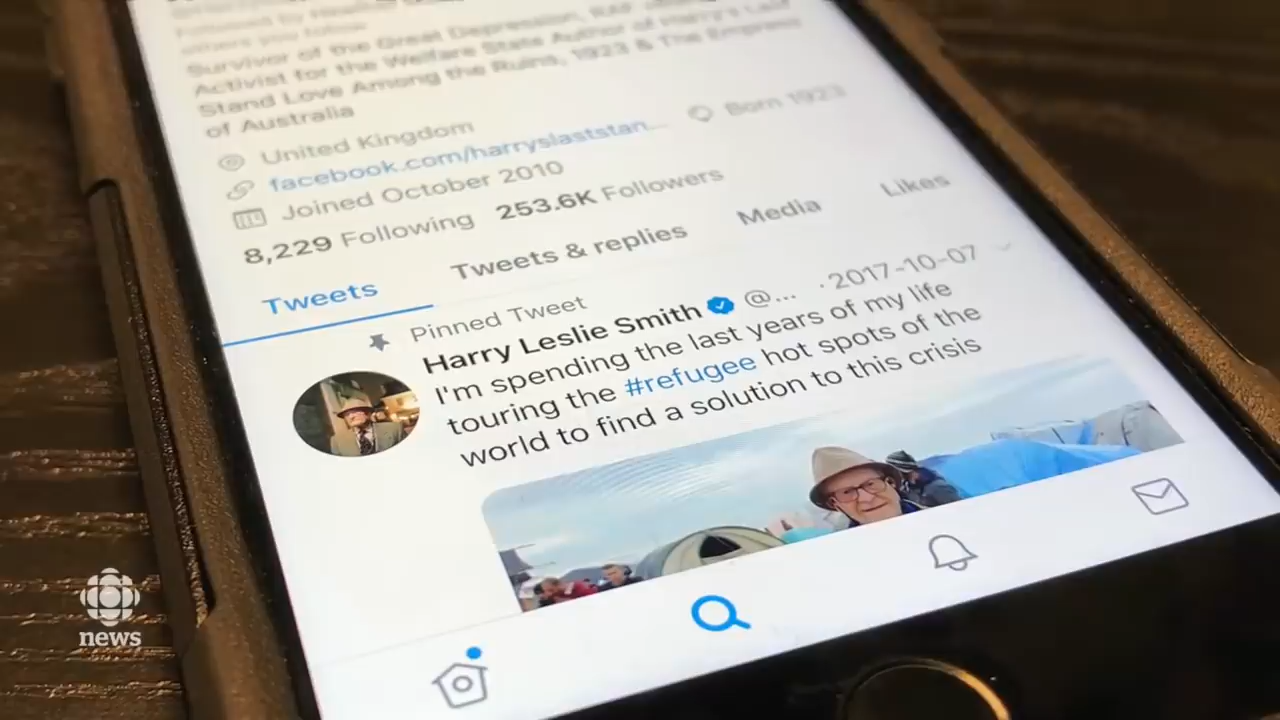 Survivor of the Great Depression, RAF
Activist for the Welfare State Author of Harry's Last
Stand Love Among the Ruins, 1923 & The Empress
of Australia
United Kingdom
Born 1923
facebook.com/harryslaststan...
Joined October 2010
8,229 Following 253.6K Followers
Tweets Tweets & replies Media Likes
Pinned Tweet
Harry Leslie Smith @... · 2017-10-07
I'm spending the last years of my life
touring the #refugee hot spots of the
world to find a solution to this crisis
news